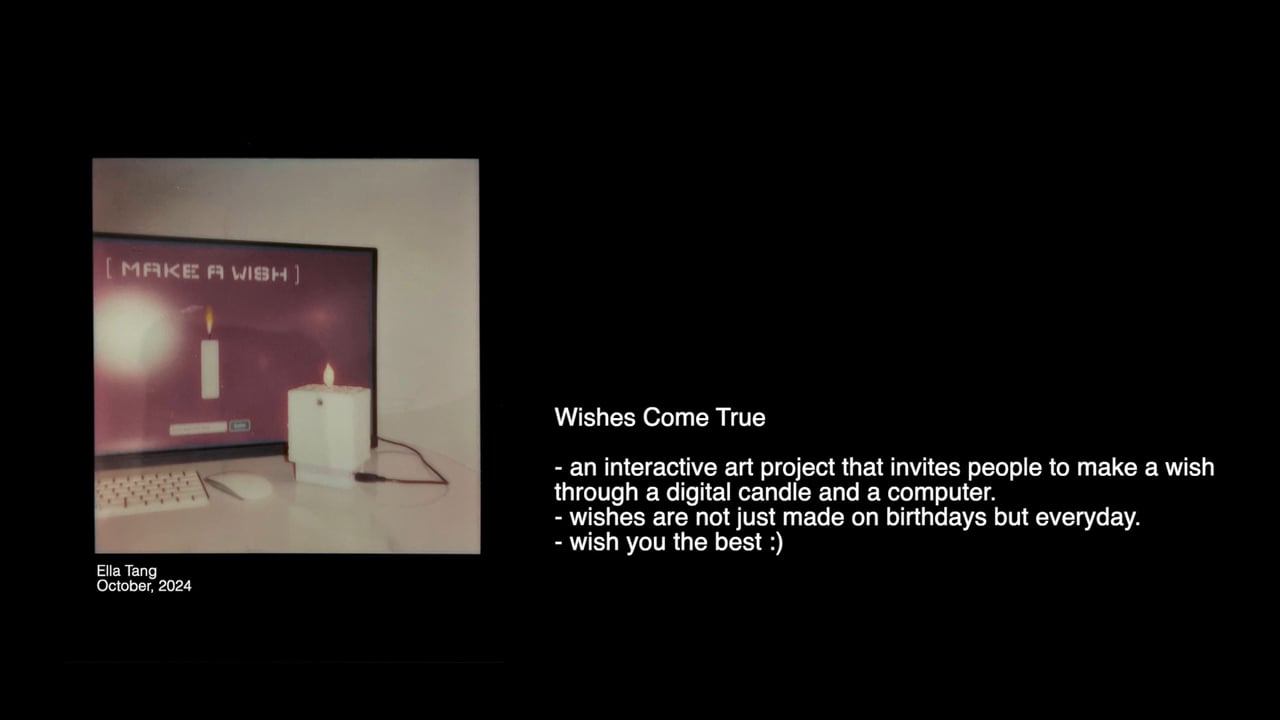 [ MAKE A WISH ]
Wishes Come True
- an interactive art project that invites people to make a wish
through a digital candle and a computer.
- wishes are not just made on birthdays but everyday.
- wish you the best :)
Ella Tang
October, 2024